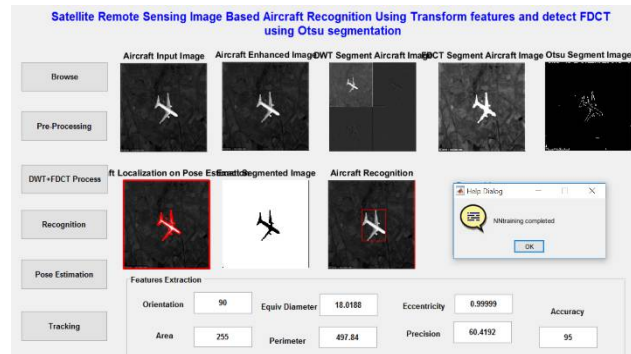 Satellite Remote Sensing Image Based Aircraft Recognition Using Transform features and detect FDCT
using Otsu segmentation
Aircraft Input Image
Aircraft Enhanced Image
DWT Segment Aircraft Image
FDCT Segment Aircraft Image
Otsu Segment Image
Browse
Pre-Processing
DWT+FDCT Process
Recognition
Pose Estimation
Tracking
ft Localization on Pose Estimation
Segmented Image
Aircraft Recognition
Help Dialog
NNtraining completed
OK
Features Extraction
Orientation 90 Equiv Diameter 18.0188 Eccentricity 0.99999 Accuracy
Area 255 Perimeter 497.84 Precision 60.4192 95